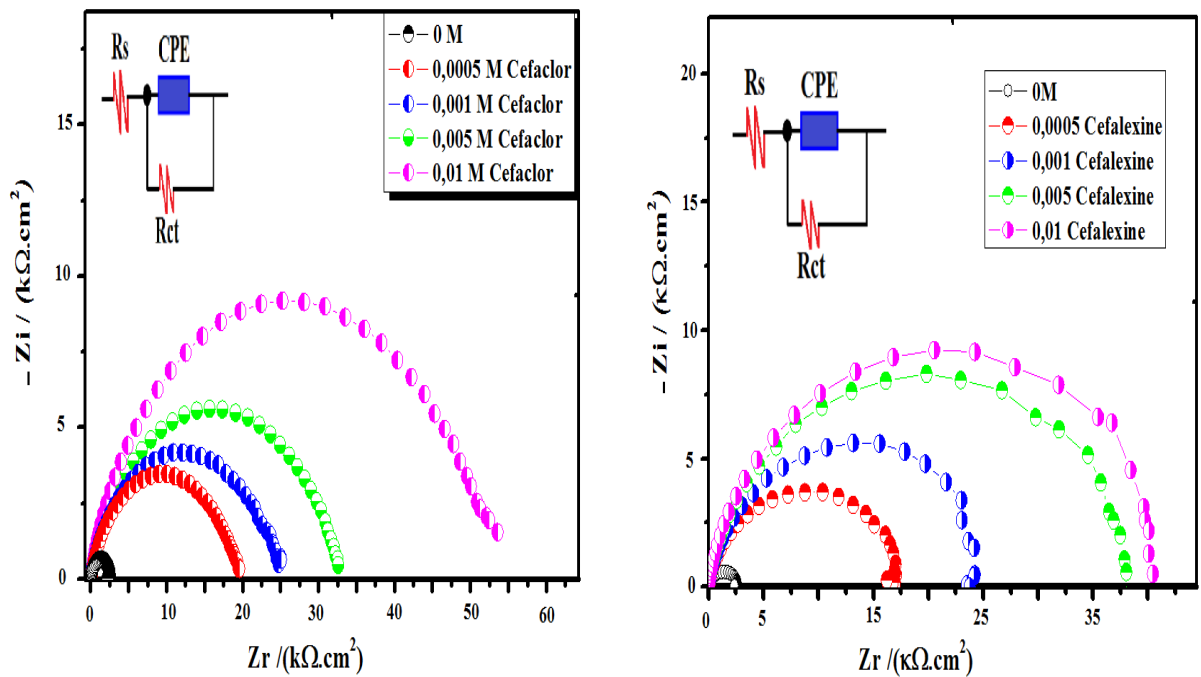 Rs
CPE
Rct
0 M
0,0005 M Cefaclor
0,001 M Cefaclor
0,005 M Cefaclor
0,01 M Cefaclor
– Zi / (kΩ.cm²)
15
10
5
0
0 10 20 30 40 50 60
Zr /(kΩ.cm²)
Rs
CPE
Rct
0M
0,0005 Cefalexine
0,001 Cefalexine
0,005 Cefalexine
0,01 Cefalexine
– Zi / (κΩ.cm²)
20
15
10
5
0
0 5 15 25 35
Zr /(κΩ.cm²)